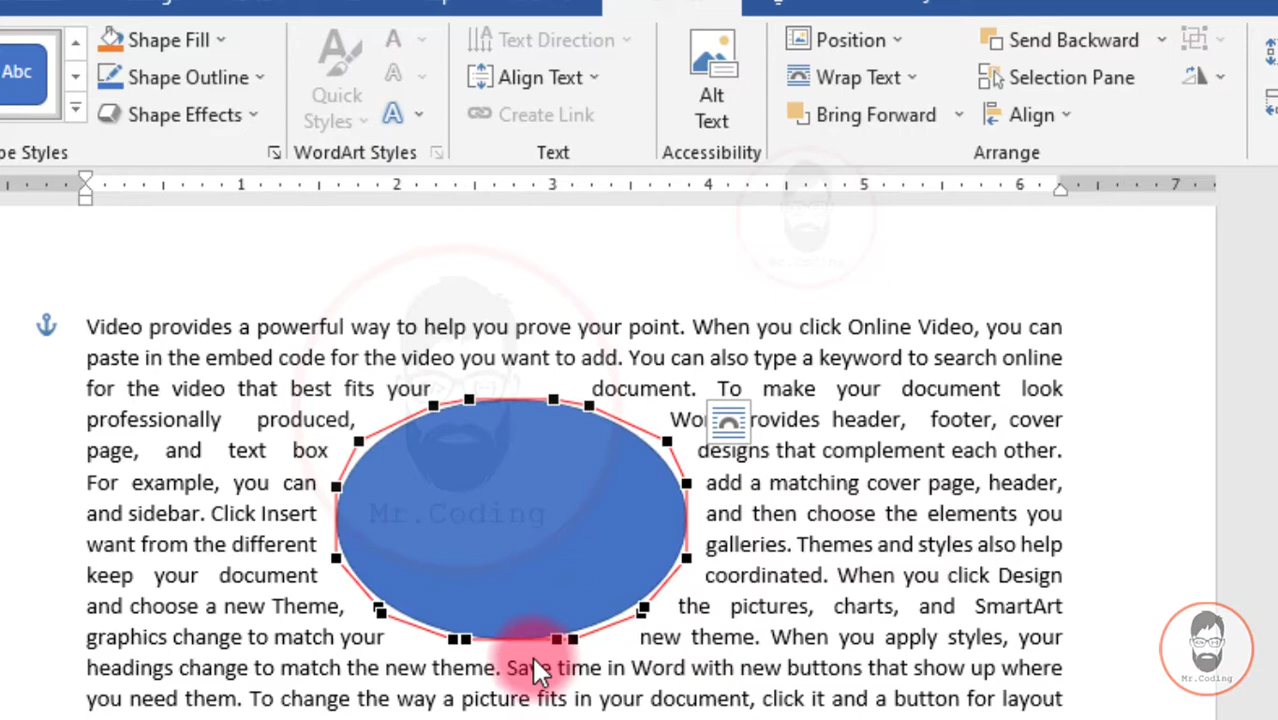 Abc
Shape Fill
Shape Outline
Shape Effects
Quick
Styles
Text Direction
Align Text
Create Link
Alt
Text
Position
Wrap Text
Bring Forward
Send Backward
Selection Pane
Align
Styles
WordArt Styles
Text
Accessibility
Arrange
1 2 3 4 5 6 7
Video provides a powerful way to help you prove your point. When you click Online Video, you can
paste in the embed code for the video you want to add. You can also type a keyword to search online
for the video that best fits your document. To make your document look
professionally produced, header, footer, cover
page, and text box designs that complement each other.
For example, you can add a matching cover page, header,
and sidebar. Click Insert and then choose the elements you
want from the different galleries. Themes and styles also help
keep your document coordinated. When you click Design
and choose a new Theme, the pictures, charts, and SmartArt
graphics change to match your new theme. When you apply styles, your
headings change to match the new theme. Save time in Word with new buttons that show up where
you need them. To change the way a picture fits in your document, click it and a button for layout
Mr.Coding
Mr.Coding
Mr.Coding